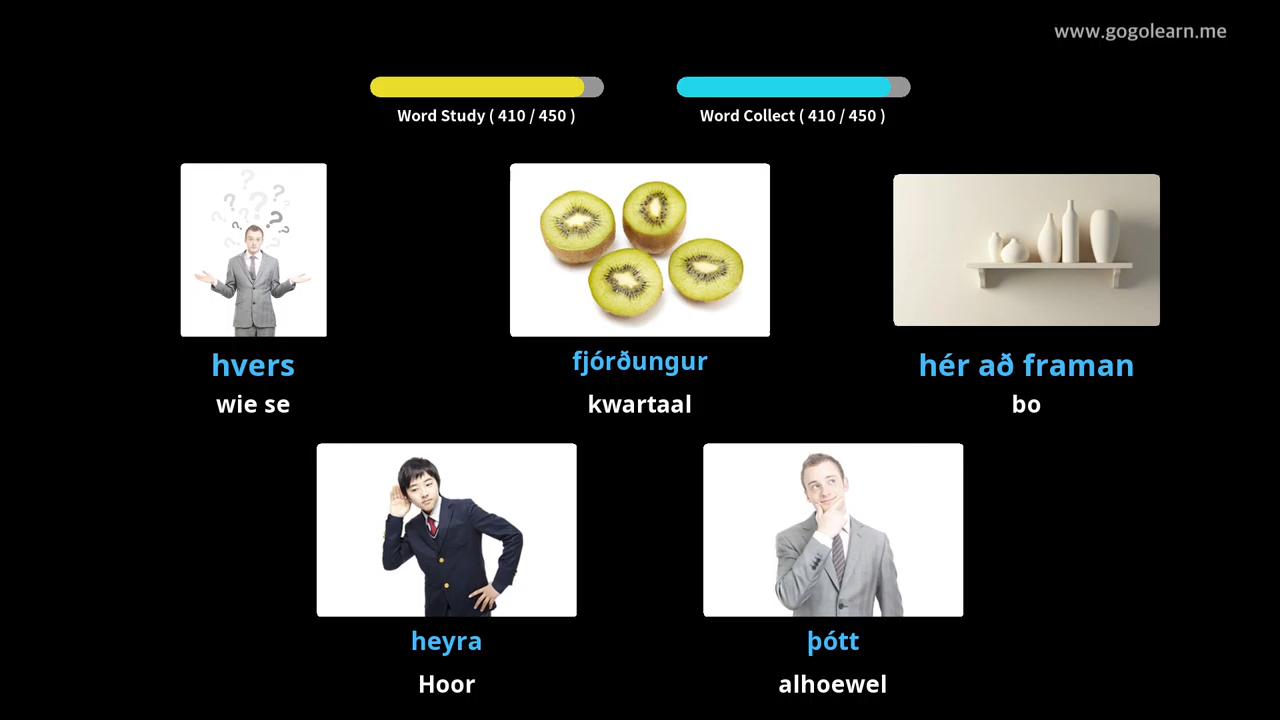 www.gogolearn.me
Word Study ( 410 / 450 )
Word Collect ( 410 / 450 )
hvers
wie se
fjórðungur
kwartaal
hér að framan
bo
heyra
Hoor
þótt
alhoewel